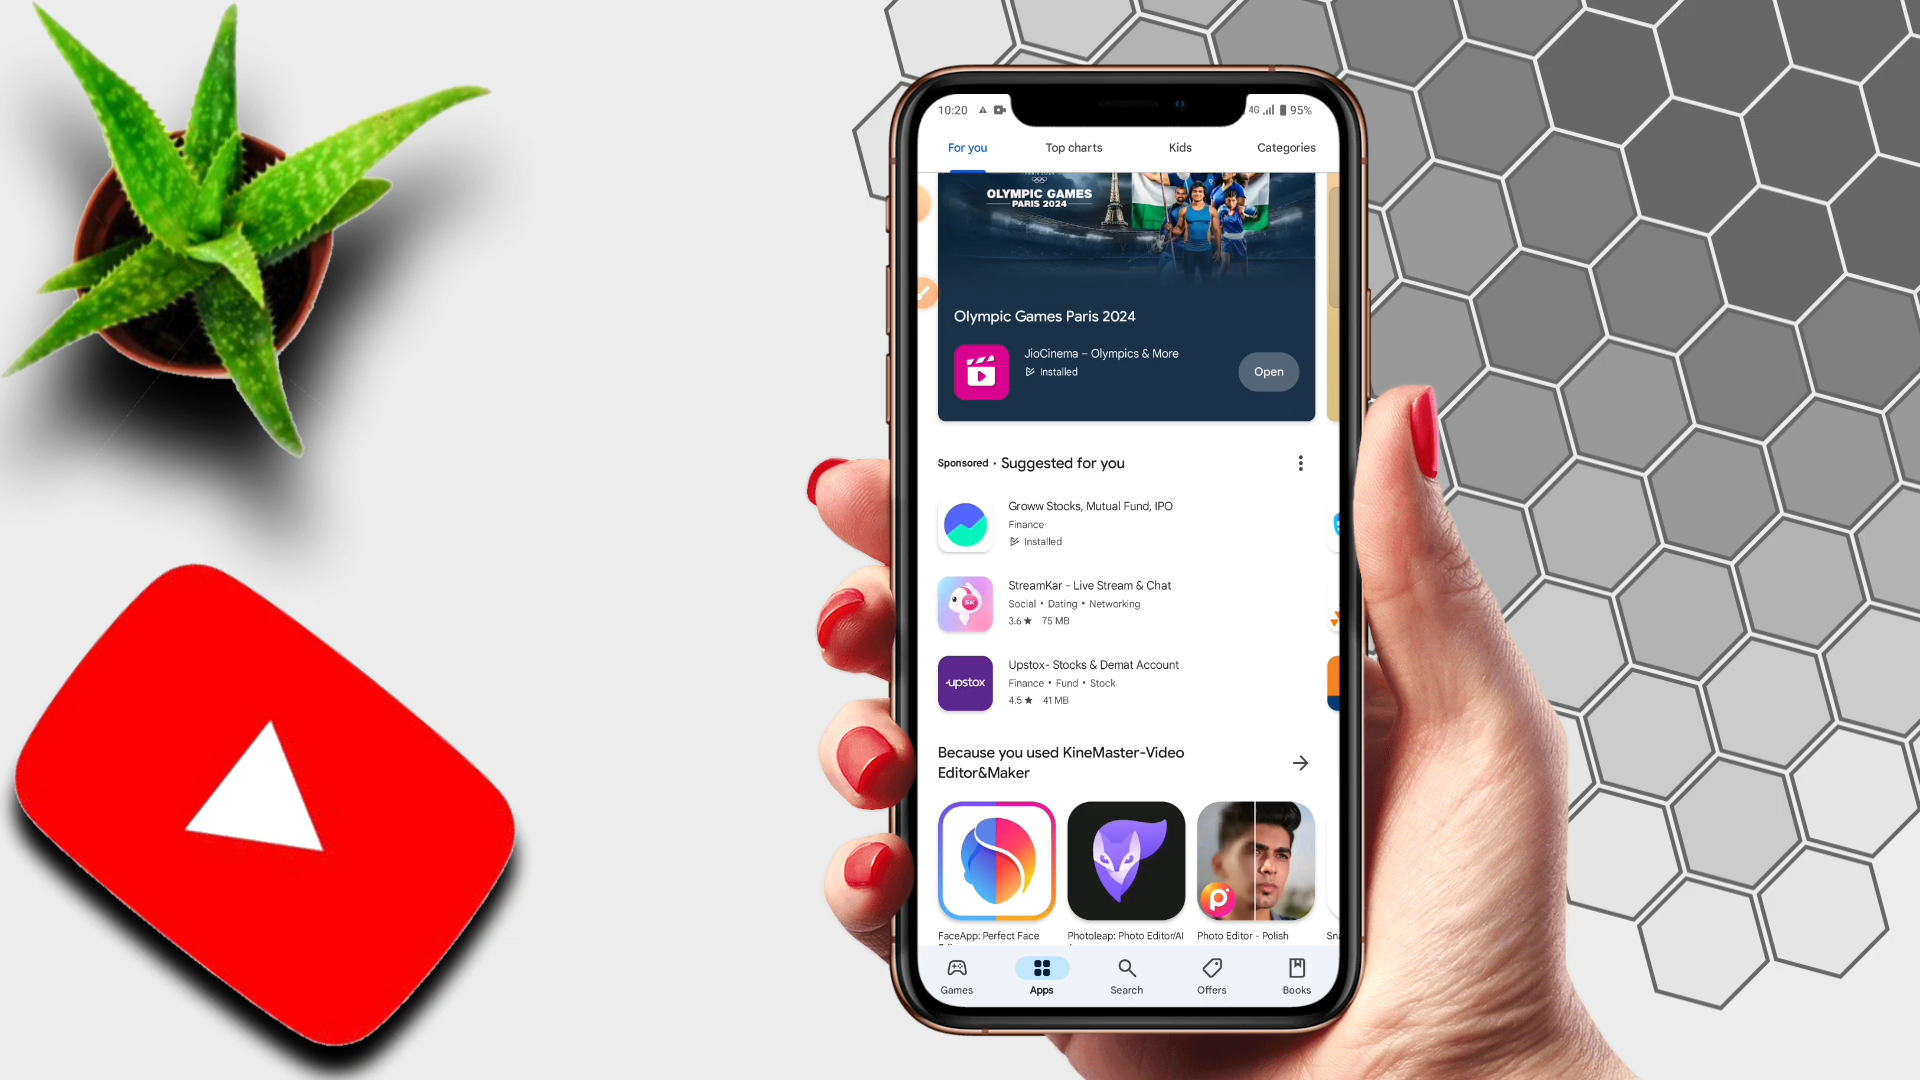 10:20
4G
95%
For you
Top charts
Kids
Categories
OLYMPIC GAMES
PARIS 2024
Olympic Games Paris 2024
JioCinema – Olympics & More
Installed
Open
Sponsored • Suggested for you
Groww Stocks, Mutual Fund, IPO
Finance
Installed
StreamKar - Live Stream & Chat
Social • Dating • Networking
SK
3.6 ★ 75 MB
Upstox- Stocks & Demat Account
upstox
Finance • Fund • Stock
4.5 ★ 41 MB
Because you used KineMaster-Video
Editor&Maker
FaceApp: Perfect Face
Photoleap: Photo Editor/AI
Photo Editor - Polish
Games
Apps
Search
Offers
Books